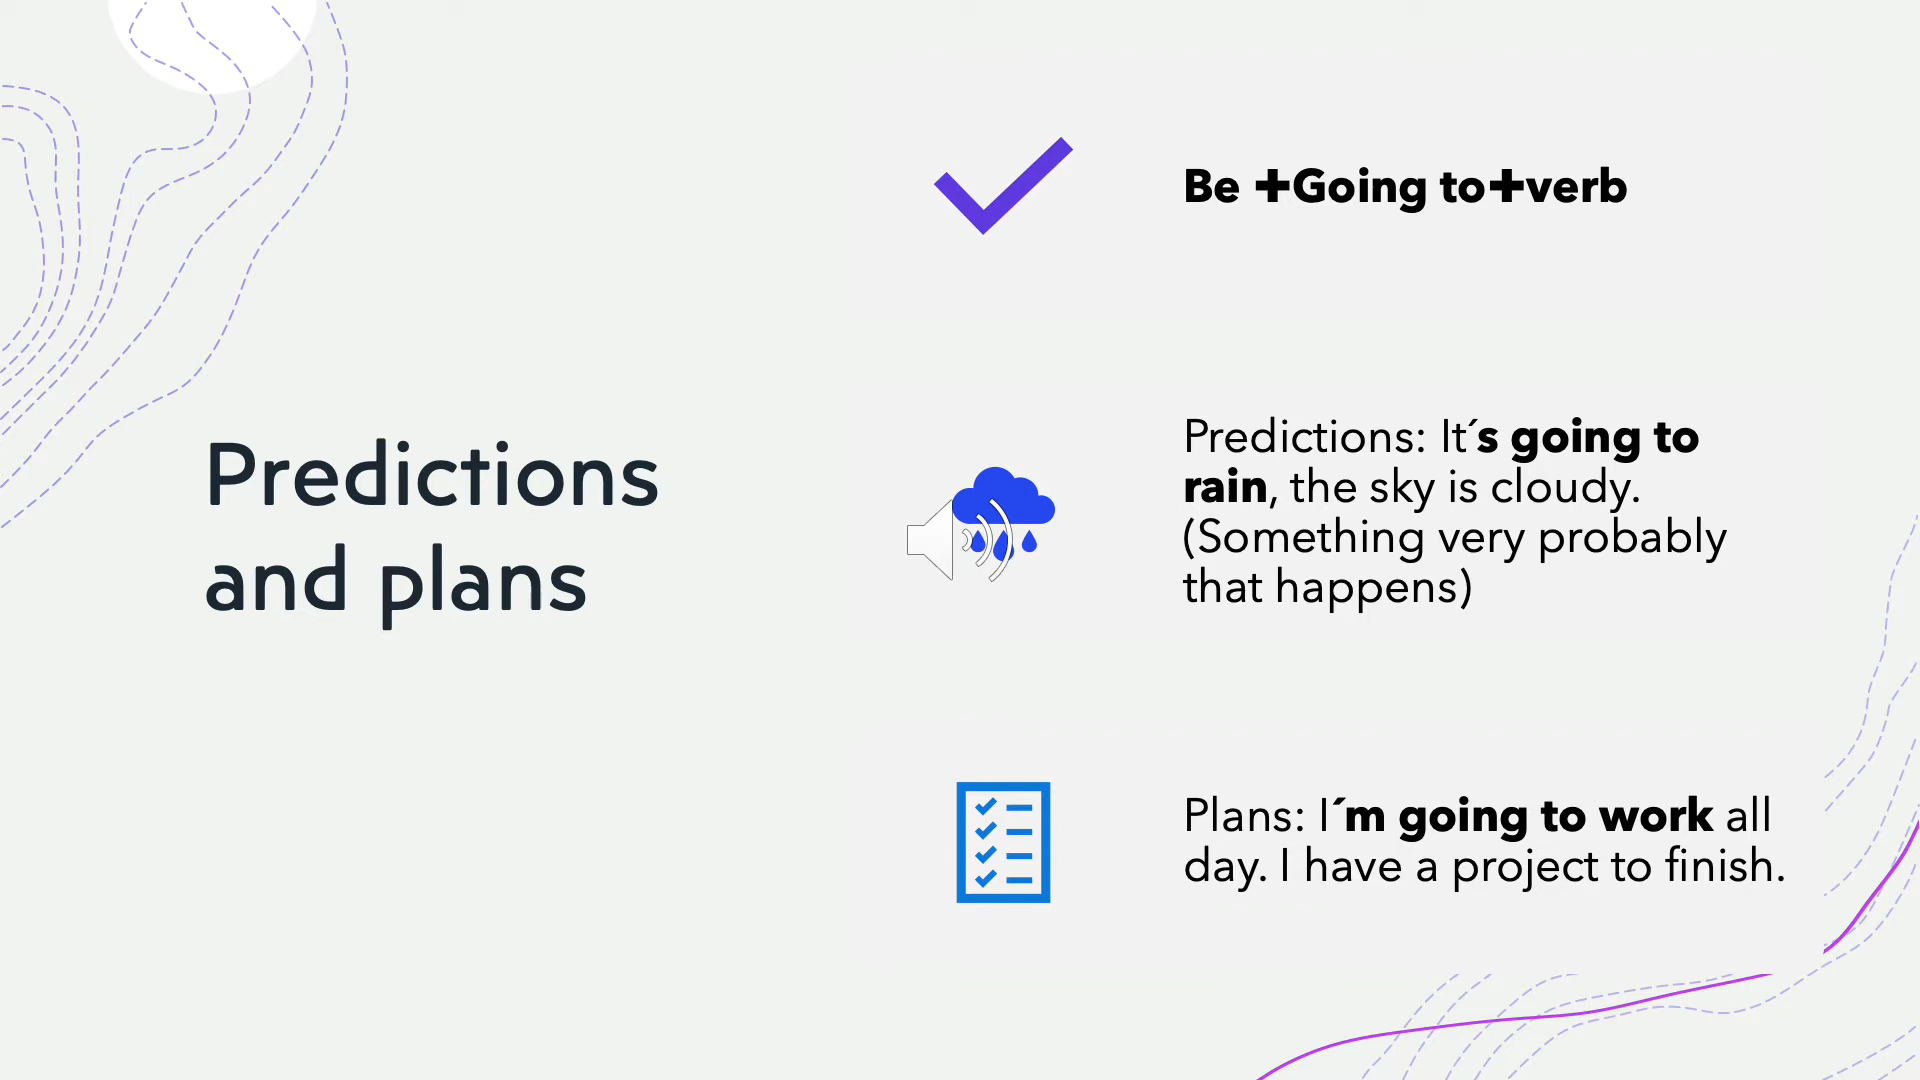 Predictions
and plans
Be +Going to+verb
Predictions: It´s going to
rain, the sky is cloudy.
(Something very probably
that happens)
Plans: I´m going to work all
day. I have a project to finish.